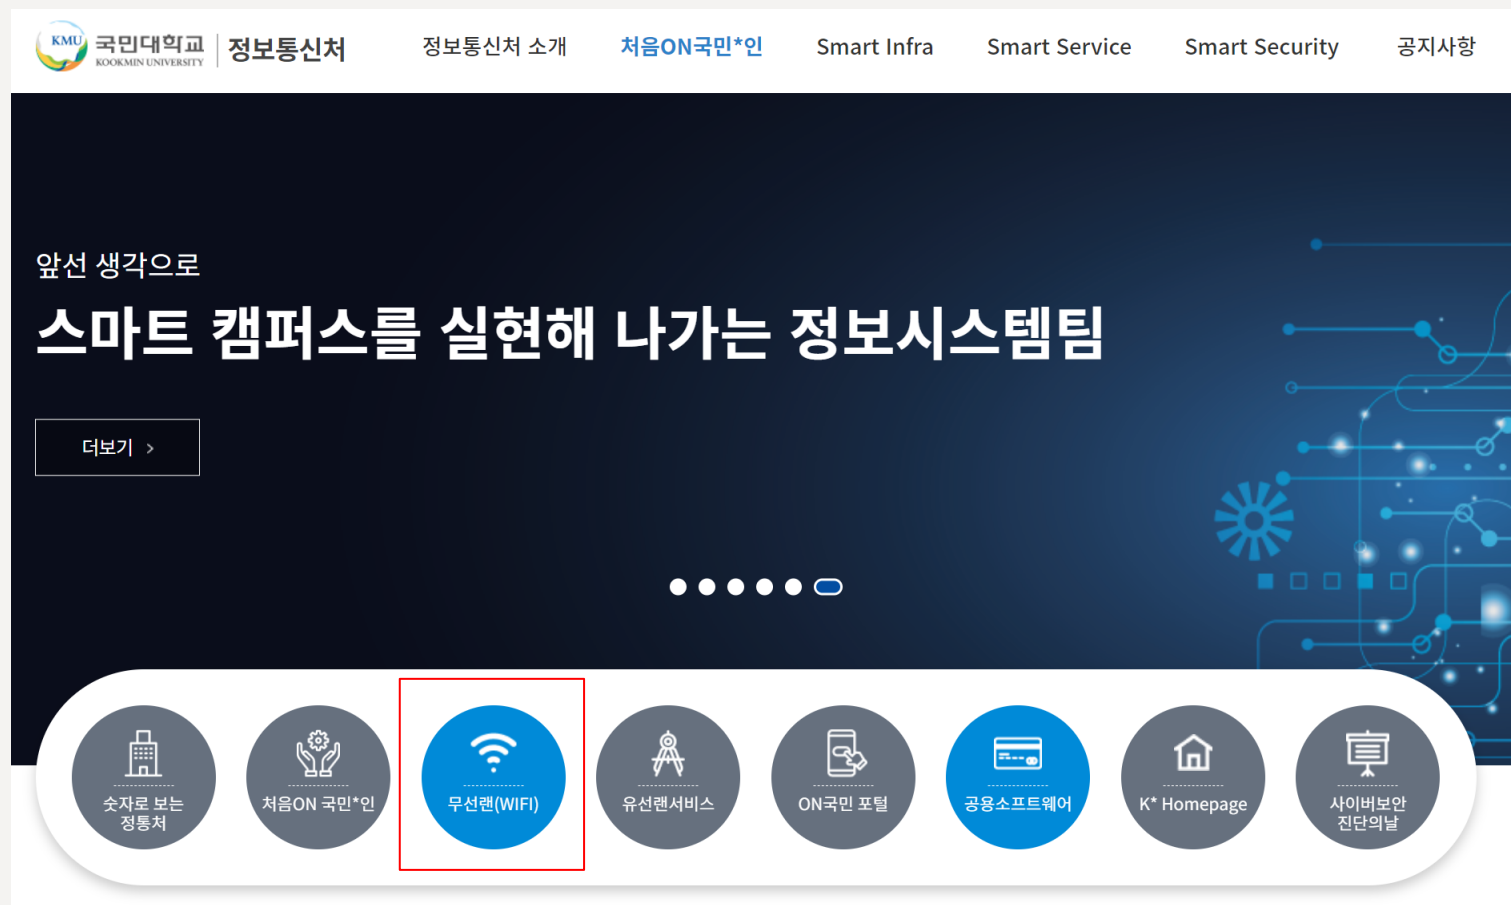 KMU 국민대학교 KOOKMIN UNIVERSITY 정보통신처
정보통신처 소개 처음ON국민*인 Smart Infra Smart Service Smart Security 공지사항
앞선 생각으로
스마트 캠퍼스를 실현해 나가는 정보시스템팀
더보기 >
숫자로 보는
정통처
처음ON 국민*인
무선랜(WIFI)
유선랜서비스
ON국민 포털
공용소프트웨어
K* Homepage
사이버보안
진단의날